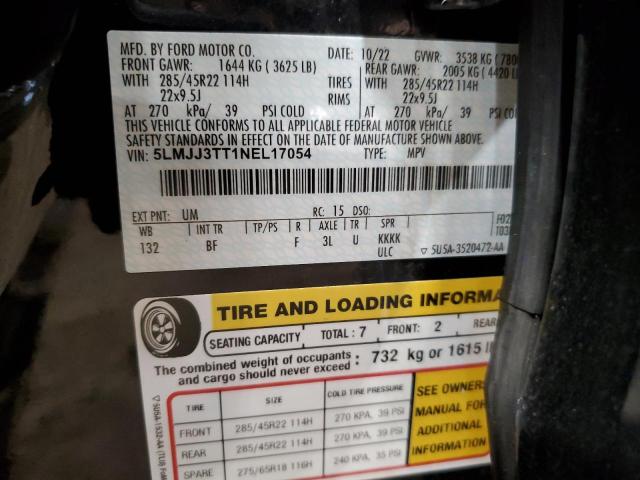 MFD. BY FORD MOTOR CO.
DATE: 10/22 GVWR: 3538 KG (
FRONT GAWR: 1644 KG ( 3625 LB) REAR GAWR: 2005 KG ( 4420 LB
WITH 285/45R22 114H TIRES WITH 285/45R22 114H
22x9.5J RIMS 22x9.5J
AT 270 kPa/ 39 PSI COLD AT 270 kPa/ 39 PSI COLD
THIS VEHICLE CONFORMS TO ALL APPLICABLE FEDERAL MOTOR VEHICLE
SAFETY STANDARDS IN EFFECT ON THE DATE OF MANUFACTURE SHOWN ABOVE.
VIN: 5LMJJ3TT1NEL17054 TYPE: MPV
EXT PNT: UM RC: 15 DSO:
WB INT TR TP/PS R AXLE TR SPR
132 BF F 3L U KKKK
ULC
▽ 5U5A-3520472-AA
TIRE AND LOADING INFORMA
SEATING CAPACITY TOTAL: 7 FRONT: 2 REAR
The combined weight of occupants and cargo should never exceed : 732 kg or 1615
TIRE SIZE COLD TIRE PRESSURE
FRONT 285/45R22 114H 270 KPA, 39 PSI
REAR 285/45R22 114H 270 KPA, 39 PSI
SPARE 275/65R18 116H 240 KPA, 35 PSI
SEE OWNERS
MANUAL FOR
ADDITIONAL
INFORMATION